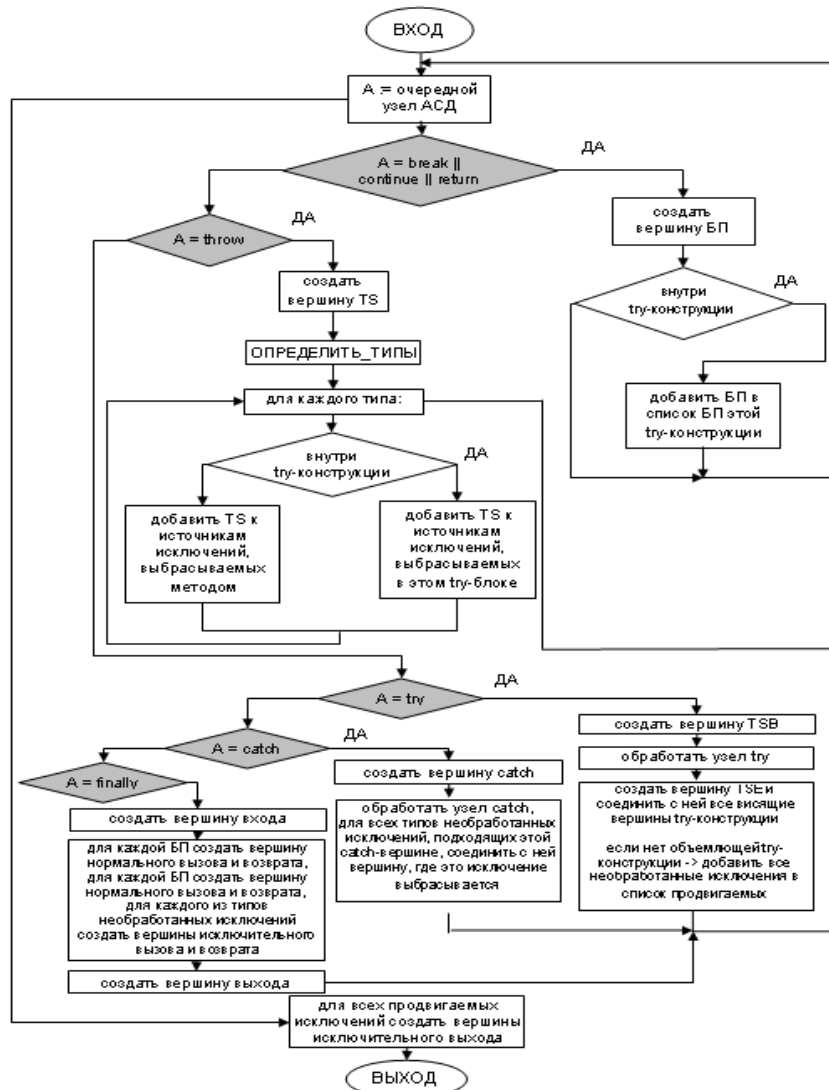 ВХОД
A := очередной
узел АСД
A = break ||
continue || return
ДА
создать
вершину БП
внутри
try-конструкции
ДА
добавить БП в
список БП этой
try-конструкции
A = throw
ДА
создать
вершину TS
ОПРЕДЕЛИТЬ_ТИПЫ
для каждого типа:
внутри
try-конструкции
ДА
добавить TS к
источникам
исключений,
выбрасываемых
методом
добавить TS к
источникам
исключений,
выбрасываемых
в этом try-блоке
A = try
ДА
создать вершину TSB
обработать узел try
создать вершину TSE и
соединить с ней все висящие
вершины try-конструкции
если нет объемлющей try-
конструкции -> добавить все
необработанные исключения в
список продвигаемых
A = catch
ДА
создать вершину catch
обработать узел catch,
для всех типов необработанных
исключений, подходящих этой
catch-вершине, соединить с ней
вершину, где это исключение
выбрасывается
A = finally
создать вершину входа
для каждой БП создать вершину
нормального вызова и возврата,
для каждой БП создать вершину
нормального вызова и возврата,
для каждого из типов
необработанных исключений
создать вершины исключительного
вызова и возврата
создать вершину выхода
для всех продвигаемых
исключений создать вершины
исключительного выхода
ВЫХОД